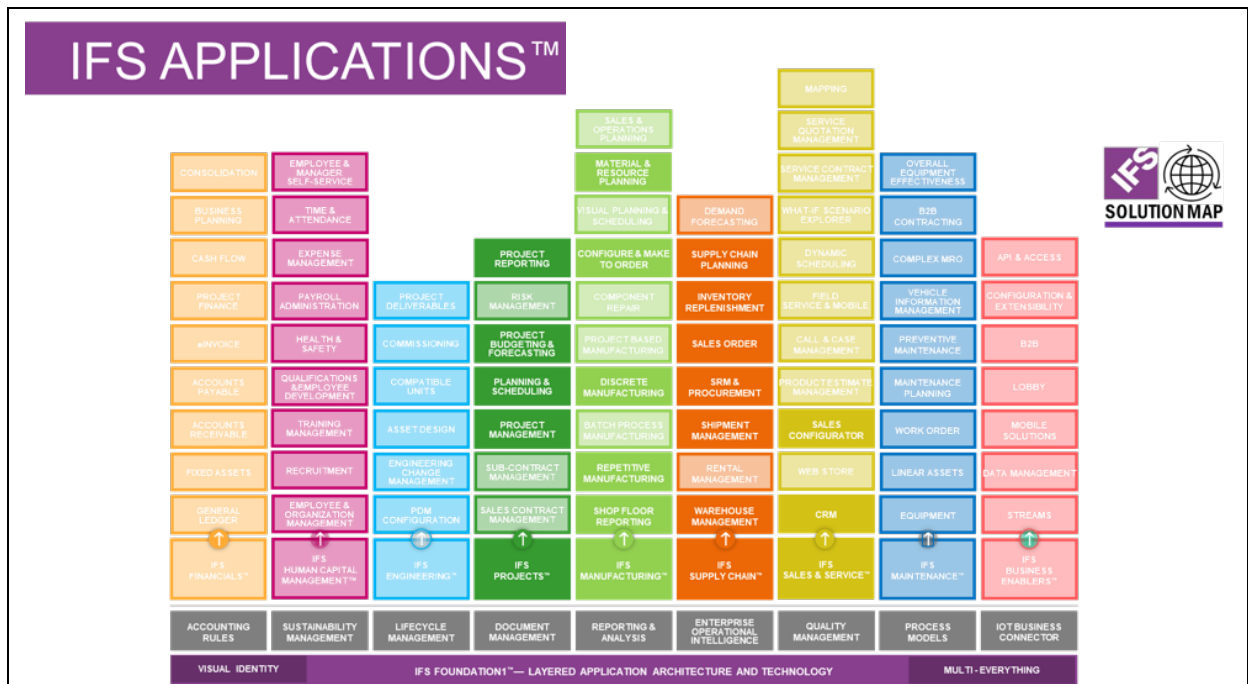 IFS APPLICATIONS™
MAPPING
SALES &
OPERATIONS
PLANNING
SERVICE
QUOTATION
MANAGEMENT
CONSOLIDATION
EMPLOYEE &
MANAGER
SELF-SERVICE
MATERIAL &
RESOURCE
PLANNING
SERVICE CONTRACT
MANAGEMENT
OVERALL
EQUIPMENT
EFFECTIVENESS
IFS
SOLUTION MAP
BUSINESS
PLANNING
TIME &
ATTENDANCE
VISUAL PLANNING &
SCHEDULING
DEMAND
FORECASTING
WHAT-IF SCENARIO
EXPLORER
B2B
CONTRACTING
CASH FLOW
EXPENSE
MANAGEMENT
PROJECT
REPORTING
CONFIGURE & MAKE
TO ORDER
SUPPLY CHAIN
PLANNING
DYNAMIC
SCHEDULING
COMPLEX MRO
API & ACCESS
PROJECT
FINANCE
PAYROLL
ADMINISTRATION
PROJECT
DELIVERABLES
RISK
MANAGEMENT
COMPONENT
REPAIR
INVENTORY
REPLENISHMENT
FIELD
SERVICE & MOBILE
VEHICLE
INFORMATION
MANAGEMENT
CONFIGURATION &
EXTENSIBILITY
eINVOICE
HEALTH &
SAFETY
COMMISSIONING
PROJECT
BUDGETING &
FORECASTING
PROJECT BASED
MANUFACTURING
SALES ORDER
CALL & CASE
MANAGEMENT
PREVENTIVE
MAINTENANCE
B2B
ACCOUNTS
PAYABLE
QUALIFICATIONS
&EMPLOYEE
DEVELOPMENT
COMPATIBLE
UNITS
PLANNING &
SCHEDULING
DISCRETE
MANUFACTURING
SRM &
PROCUREMENT
PRODUCT ESTIMATE
MANAGEMENT
MAINTENANCE
PLANNING
LOBBY
ACCOUNTS
RECEIVABLE
TRAINING
MANAGEMENT
ASSET DESIGN
PROJECT
MANAGEMENT
BATCH PROCESS
MANUFACTURING
SHIPMENT
MANAGEMENT
SALES
CONFIGURATOR
WORK ORDER
MOBILE
SOLUTIONS
FIXED ASSETS
RECRUITMENT
ENGINEERING
CHANGE
MANAGEMENT
SUB-CONTRACT
MANAGEMENT
REPETITIVE
MANUFACTURING
RENTAL
MANAGEMENT
WEB STORE
LINEAR ASSETS
DATA MANAGEMENT
GENERAL
LEDGER
EMPLOYEE &
ORGANIZATION
MANAGEMENT
PDM
CONFIGURATION
SALES CONTRACT
MANAGEMENT
SHOP FLOOR
REPORTING
WAREHOUSE
MANAGEMENT
CRM
EQUIPMENT
STREAMS
IFS
FINANCIALS™
IFS
HUMAN CAPITAL
MANAGEMENT™
IFS
ENGINEERING™
IFS
PROJECTS™
IFS
MANUFACTURING™
IFS
SUPPLY CHAIN™
IFS
SALES & SERVICE™
IFS
MAINTENANCE™
IFS
BUSINESS
ENABLERS™
ACCOUNTING
RULES
SUSTAINABILITY
MANAGEMENT
LIFECYCLE
MANAGEMENT
DOCUMENT
MANAGEMENT
REPORTING &
ANALYSIS
ENTERPRISE
OPERATIONAL
INTELLIGENCE
QUALITY
MANAGEMENT
PROCESS
MODELS
IOT BUSINESS
CONNECTOR
VISUAL IDENTITY
IFS FOUNDATION1™— LAYERED APPLICATION ARCHITECTURE AND TECHNOLOGY
MULTI-EVERYTHING